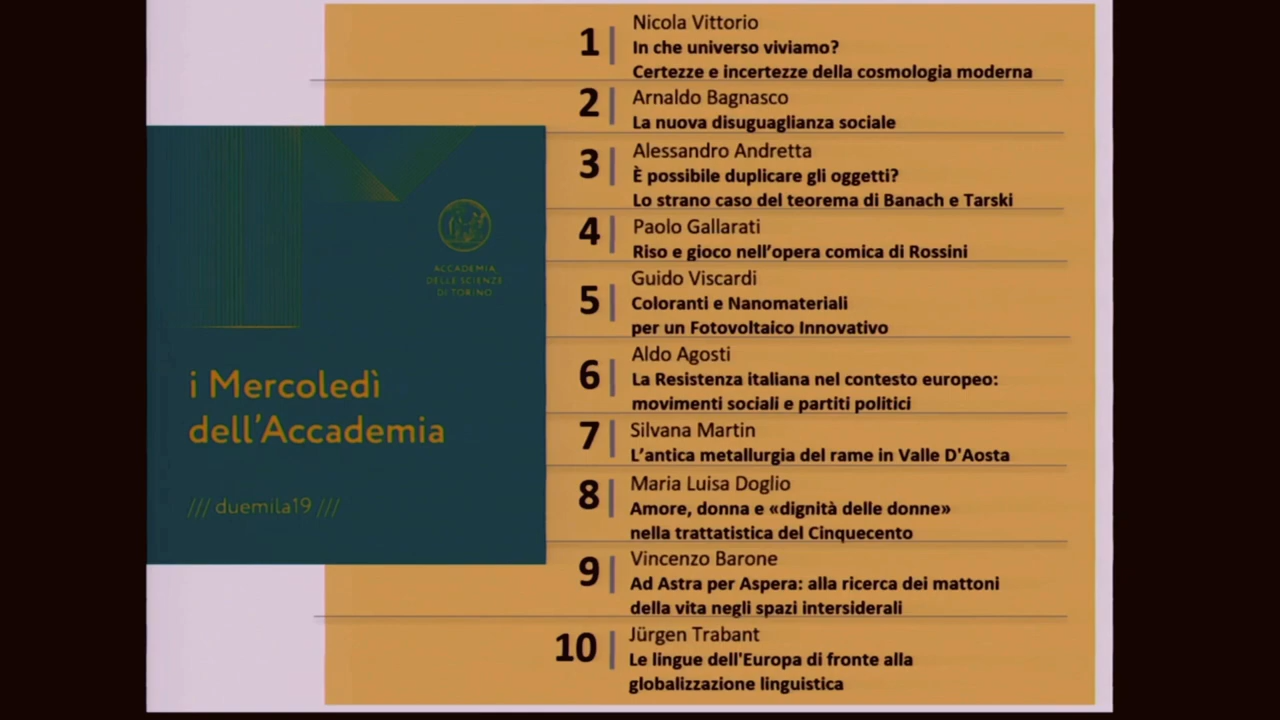 1
Nicola Vittorio
In che universo viviamo?
Certezze e incertezze della cosmologia moderna
2
Arnaldo Bagnasco
La nuova disuguaglianza sociale
3
Alessandro Andretta
È possibile duplicare gli oggetti?
Lo strano caso del teorema di Banach e Tarski
4
Paolo Gallarati
Riso e gioco nell’opera comica di Rossini
5
Guido Viscardi
Coloranti e Nanomateriali
per un Fotovoltaico Innovativo
6
Aldo Agosti
La Resistenza italiana nel contesto europeo:
movimenti sociali e partiti politici
7
Silvana Martin
L’antica metallurgia del rame in Valle D'Aosta
8
Maria Luisa Doglio
Amore, donna e «dignità delle donne»
nella trattatistica del Cinquecento
9
Vincenzo Barone
Ad Astra per Aspera: alla ricerca dei mattoni
della vita negli spazi intersiderali
10
Jürgen Trabant
Le lingue dell'Europa di fronte alla
globalizzazione linguistica
ACCADEMIA
DELLE SCIENZE
DI TORINO
i Mercoledì
dell’Accademia
/// duemila19 ///